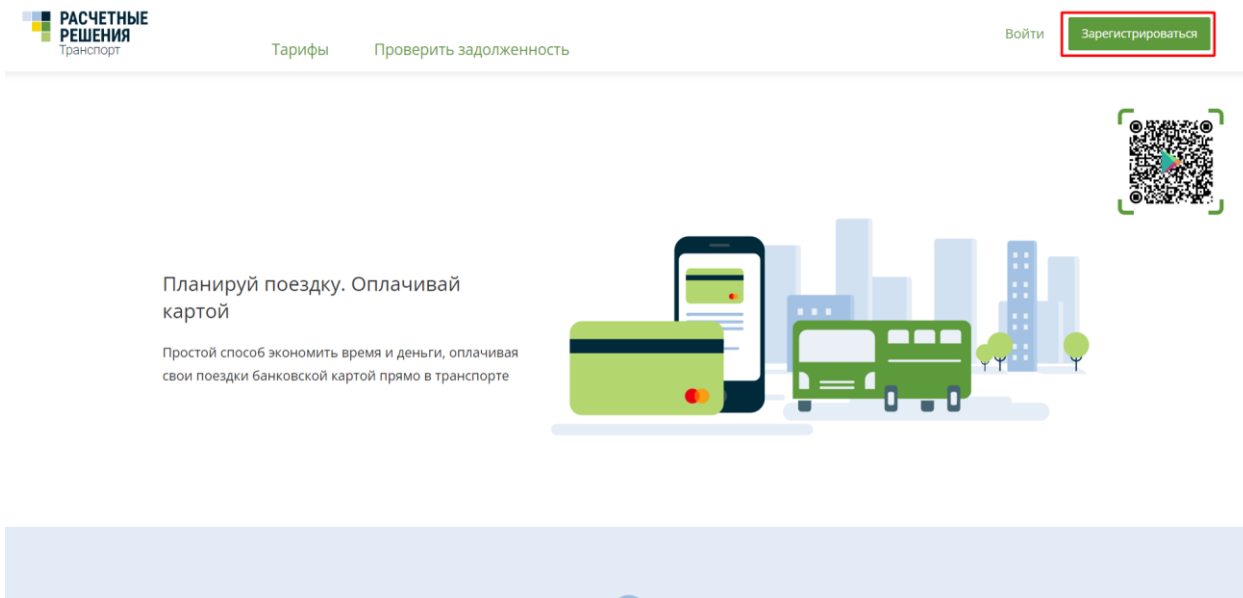 РАСЧЕТНЫЕ
РЕШЕНИЯ
Транспорт
Тарифы
Проверить задолженность
Войти
Зарегистрироваться
Планируй поездку. Оплачивай
картой
Простой способ экономить время и деньги, оплачивая
свои поездки банковской картой прямо в транспорте